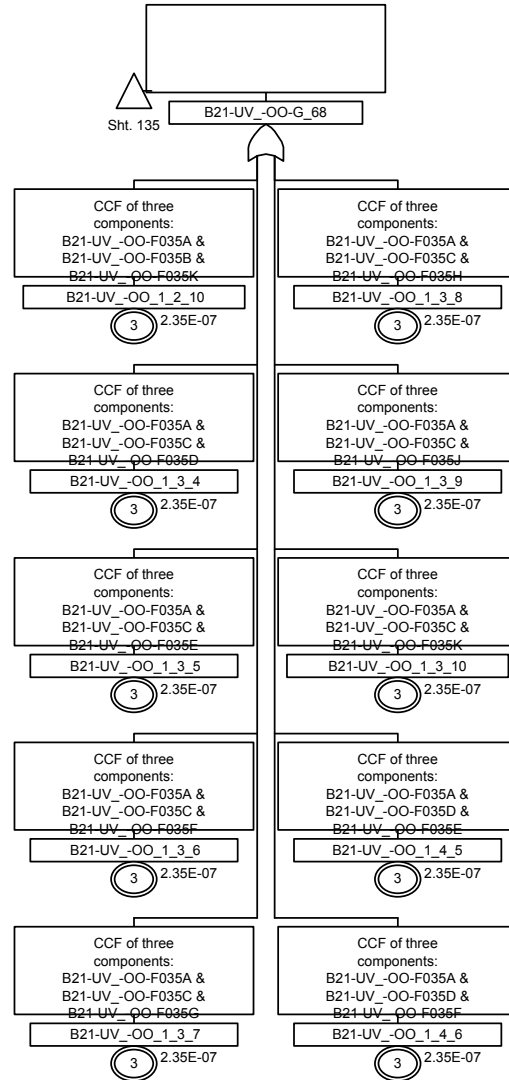 Sht. 135
B21-UV_-OO-G_68
CCF of three
components:
B21-UV_-OO-F035A &
B21-UV_-OO-F035B &
B21-UV_-OO-F035K
B21-UV_-OO_1_2_10
3
2.35E-07
CCF of three
components:
B21-UV_-OO-F035A &
B21-UV_-OO-F035C &
B21-UV_-OO-F035H
B21-UV_-OO_1_3_8
3
2.35E-07
CCF of three
components:
B21-UV_-OO-F035A &
B21-UV_-OO-F035C &
B21-UV_-OO-F035D
B21-UV_-OO_1_3_4
3
2.35E-07
CCF of three
components:
B21-UV_-OO-F035A &
B21-UV_-OO-F035C &
B21-UV_-OO-F035J
B21-UV_-OO_1_3_9
3
2.35E-07
CCF of three
components:
B21-UV_-OO-F035A &
B21-UV_-OO-F035C &
B21-UV_-OO-F035E
B21-UV_-OO_1_3_5
3
2.35E-07
CCF of three
components:
B21-UV_-OO-F035A &
B21-UV_-OO-F035C &
B21-UV_-OO-F035K
B21-UV_-OO_1_3_10
3
2.35E-07
CCF of three
components:
B21-UV_-OO-F035A &
B21-UV_-OO-F035C &
B21-UV_-OO-F035F
B21-UV_-OO_1_3_6
3
2.35E-07
CCF of three
components:
B21-UV_-OO-F035A &
B21-UV_-OO-F035D &
B21-UV_-OO-F035E
B21-UV_-OO_1_4_5
3
2.35E-07
CCF of three
components:
B21-UV_-OO-F035A &
B21-UV_-OO-F035C &
B21-UV_-OO-F035G
B21-UV_-OO_1_3_7
3
2.35E-07
CCF of three
components:
B21-UV_-OO-F035A &
B21-UV_-OO-F035D &
B21-UV_-OO-F035F
B21-UV_-OO_1_4_6
3
2.35E-07